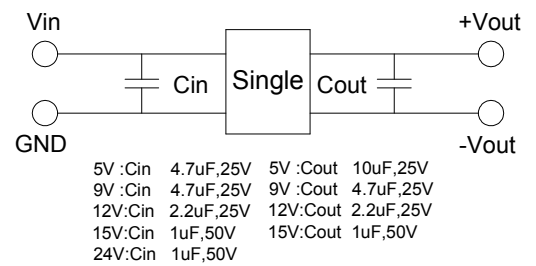 Vin +Vout
Cin Single Cout
GND -Vout
5V :Cin 4.7uF,25V 5V :Cout 10uF,25V
9V :Cin 4.7uF,25V 9V :Cout 4.7uF,25V
12V:Cin 2.2uF,25V 12V:Cout 2.2uF,25V
15V:Cin 1uF,50V 15V:Cout 1uF,50V
24V:Cin 1uF,50V